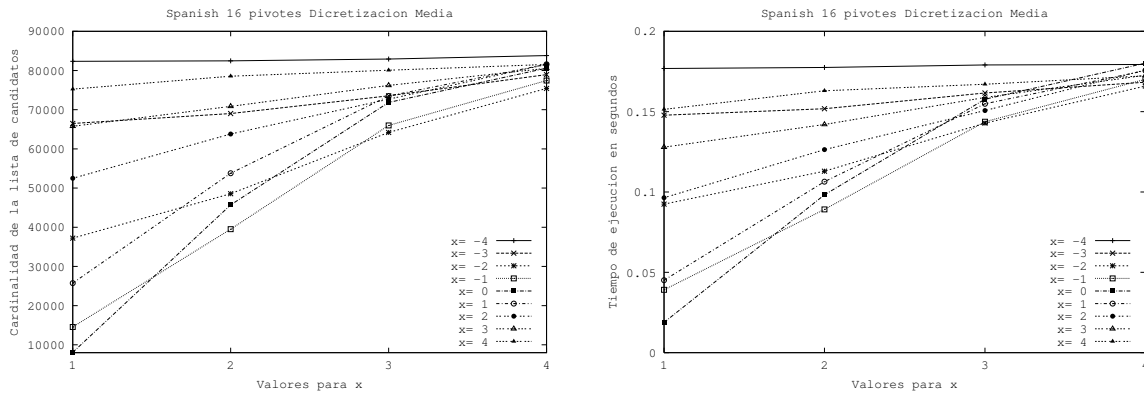 Spanish 16 pivotes Dicretizacion Media
Cardinalidad de la lista de candidatos
90000
80000
70000
60000
50000
40000
30000
20000
10000
x= -4
x= -3
x= -2
x= -1
x= 0
x= 1
x= 2
x= 3
x= 4
1 2 3 4
Valores para x
Spanish 16 pivotes Dicretizacion Media
Tiempo de ejecucion en segundos
0.2
0.15
0.1
0.05
0
x= -4
x= -3
x= -2
x= -1
x= 0
x= 1
x= 2
x= 3
x= 4
1 2 3 4
Valores para x